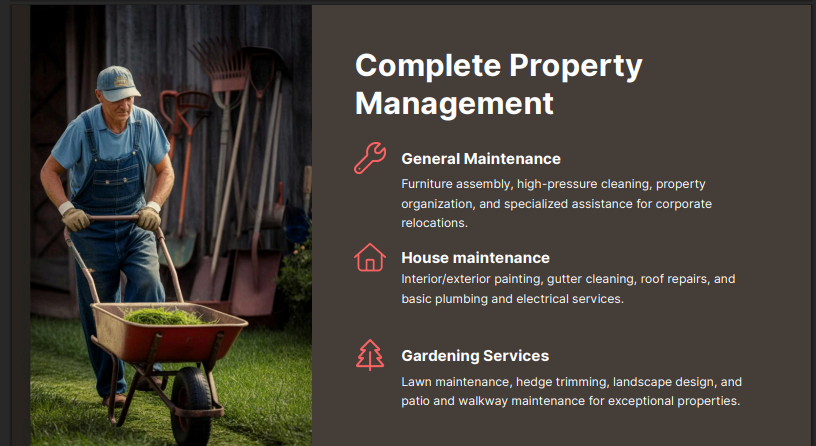 Complete Property
Management
General Maintenance
Furniture assembly, high-pressure cleaning, property
organization, and specialized assistance for corporate
relocations.
House maintenance
Interior/exterior painting, gutter cleaning, roof repairs, and
basic plumbing and electrical services.
Gardening Services
Lawn maintenance, hedge trimming, landscape design, and
patio and walkway maintenance for exceptional properties.